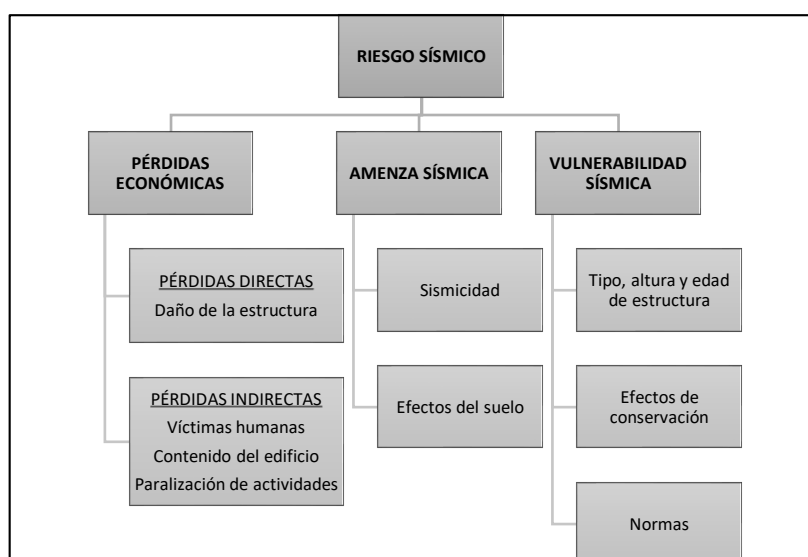 RIESGO SÍSMICO
PÉRDIDAS
ECONÓMICAS
PÉRDIDAS DIRECTAS
Daño de la estructura
PÉRDIDAS INDIRECTAS
Víctimas humanas
Contenido del edificio
Paralización de actividades
AMENZA SÍSMICA
Sismicidad
Efectos del suelo
VULNERABILIDAD
SÍSMICA
Tipo, altura y edad
de estructura
Efectos de
conservación
Normas